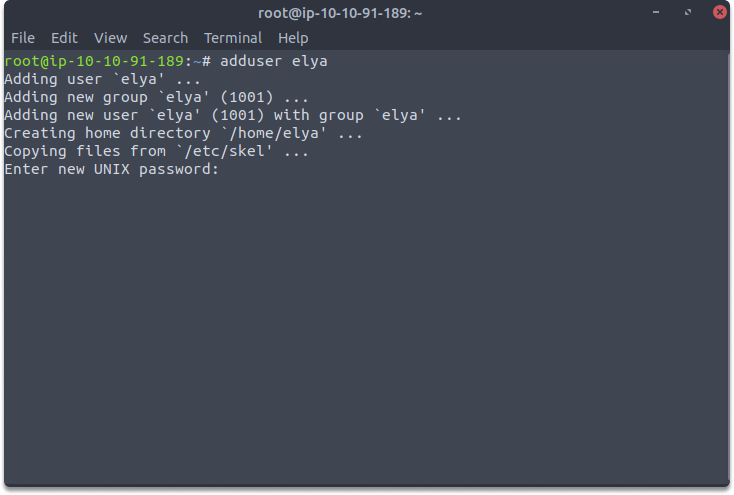 root@ip-10-10-91-189: ~
File Edit View Search Terminal Help
root@ip-10-10-91-189:~# adduser elya
Adding user `elya' ...
Adding new group `elya' (1001) ...
Adding new user `elya' (1001) with group `elya' ...
Creating home directory `/home/elya' ...
Copying files from `/etc/skel' ...
Enter new UNIX password: